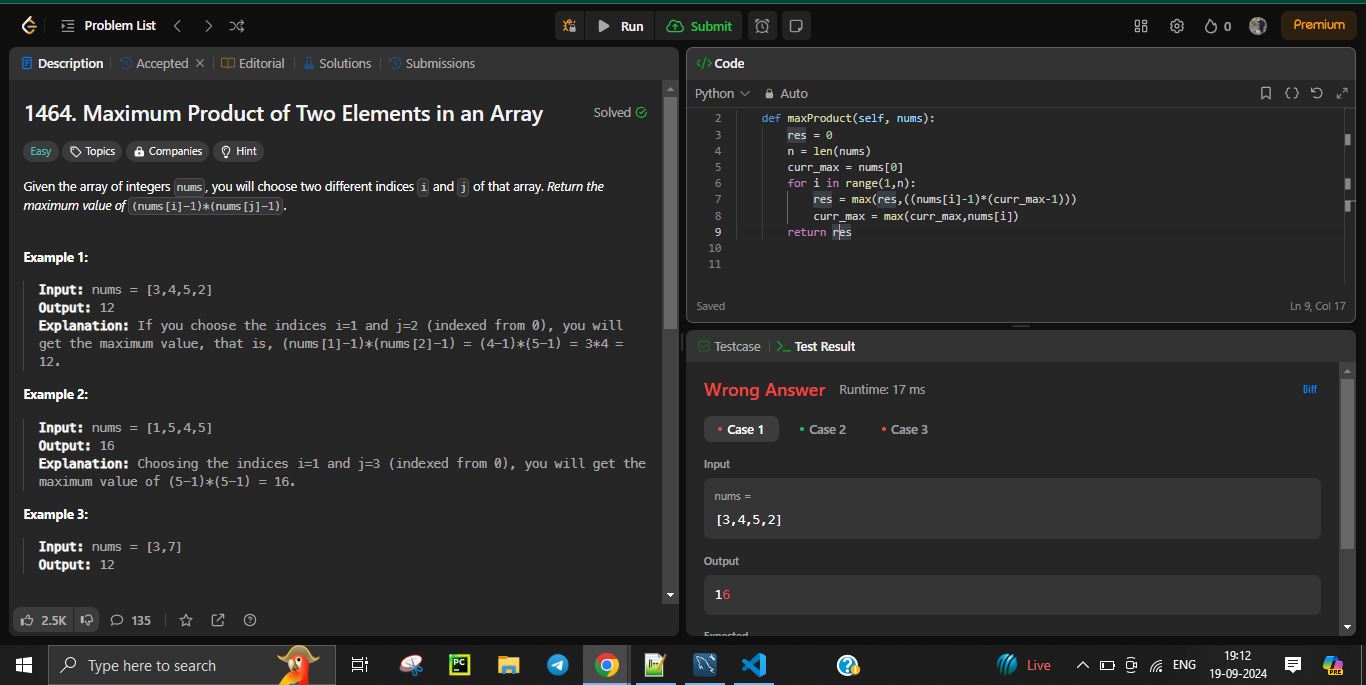 Problem List
Run
Submit
0
Premium
Description
Accepted
Editorial
Solutions
Submissions
1464. Maximum Product of Two Elements in an Array
Solved
Easy
Topics
Companies
Hint
Given the array of integers nums, you will choose two different indices i and j of that array. Return the
maximum value of (nums[i]-1)*(nums[j]-1).
Example 1:
Input: nums = [3,4,5,2]
Output: 12
Explanation: If you choose the indices i=1 and j=2 (indexed from 0), you will
get the maximum value, that is, (nums[1]-1)*(nums[2]-1) = (4-1)*(5-1) = 3*4 =
12.
Example 2:
Input: nums = [1,5,4,5]
Output: 16
Explanation: Choosing the indices i=1 and j=3 (indexed from 0), you will get the
maximum value of (5-1)*(5-1) = 16.
Example 3:
Input: nums = [3,7]
Output: 12
2.5K
135
Code
Python
Auto
2 def maxProduct(self, nums):
3 res = 0
4 n = len(nums)
5 curr_max = nums[0]
6 for i in range(1,n):
7 res = max(res,((nums[i]-1)*(curr_max-1)))
8 curr_max = max(curr_max,nums[i])
9 return res
10
11
Saved
Ln 9, Col 17
Testcase
Test Result
Wrong Answer
Runtime: 17 ms
Diff
Case 1
Case 2
Case 3
Input
nums =
[3,4,5,2]
Output
16
Expected
Type here to search
PC
Live
ENG
19:12
19-09-2024
PRE